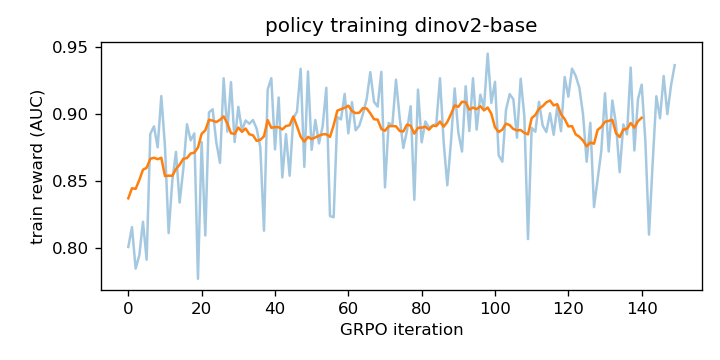 policy training dinov2-base
train reward (AUC)
0.95
0.90
0.85
0.80
0 20 40 60 80 100 120 140
GRPO iteration